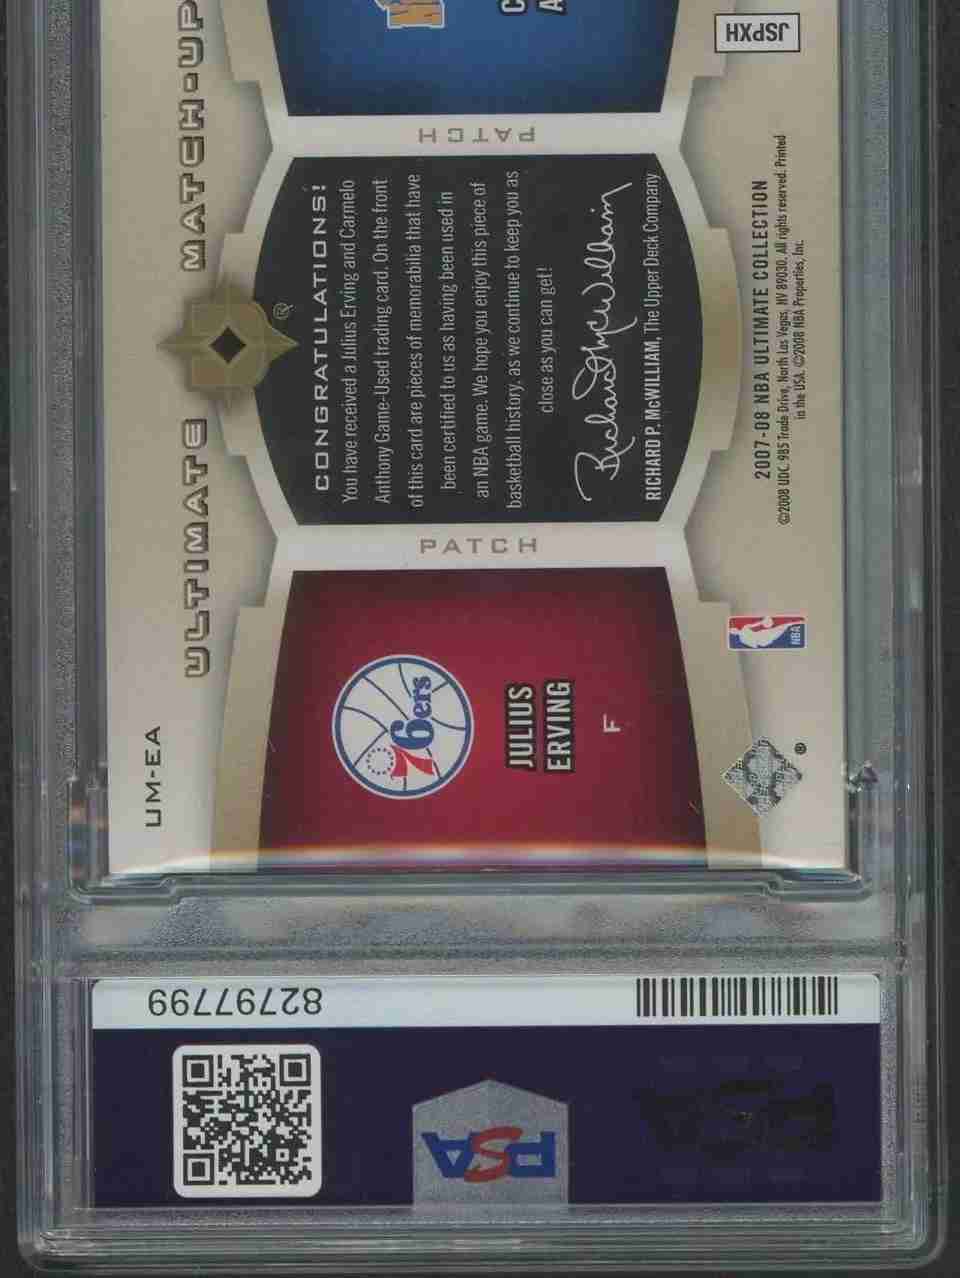 UM-EA
ULTIMATE MATCH-UP
PATCH
CONGRATULATIONS!
You have received a Julius Erving and Carmelo
Anthony Game-Used trading card. On the front
of this card are pieces of memorabilia that have
been certified to us as having been used in
an NBA game. We hope you enjoy this piece of
basketball history, as we continue to keep you as
close as you can get!
Richard McWilliam
RICHARD P. McWILLIAM, The Upper Deck Company
PATCH
76ers
JULIUS
ERVING
F
2007-08 NBA ULTIMATE COLLECTION
©2008 UDC. 985 Trade Drive, North Las Vegas, NV 89030. All rights reserved. Printed
in the USA. ©2008 NBA Properties, Inc.
NBA
JSPXH
82797799
PSA